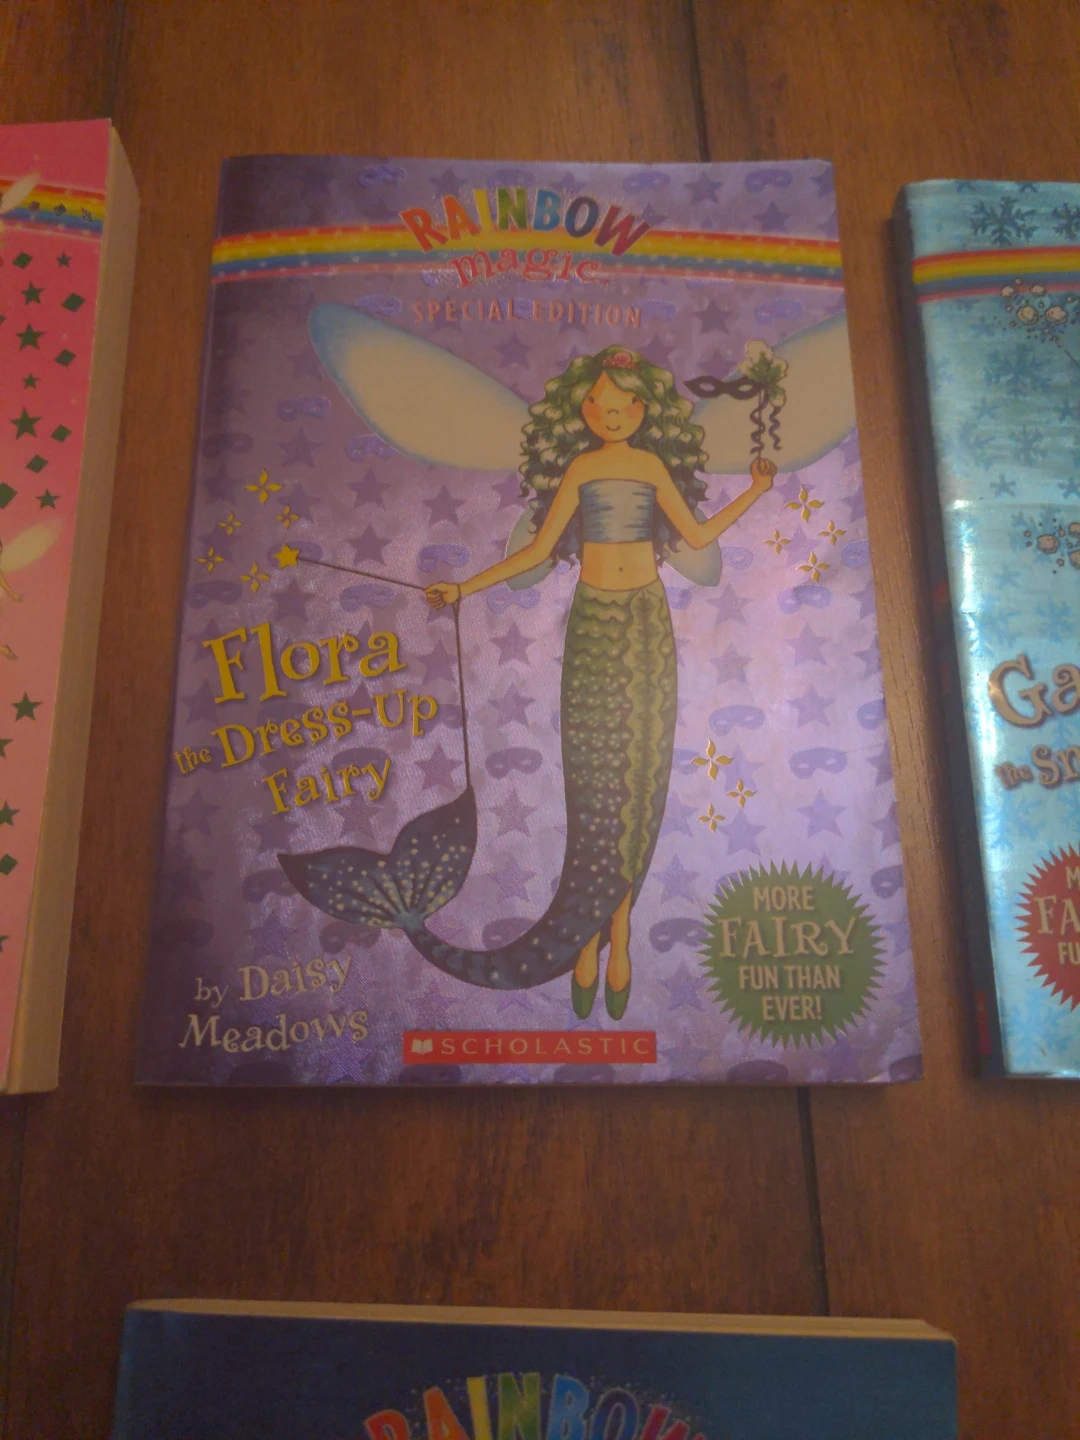 RAINBOW
magic
SPECIAL EDITION
Flora
the Dress-Up
Fairy
by Daisy
Meadows
MORE
FAIRY
FUN THAN
EVER!
SCHOLASTIC
Ga
the Sn
M
FA
FU
RAINBOW